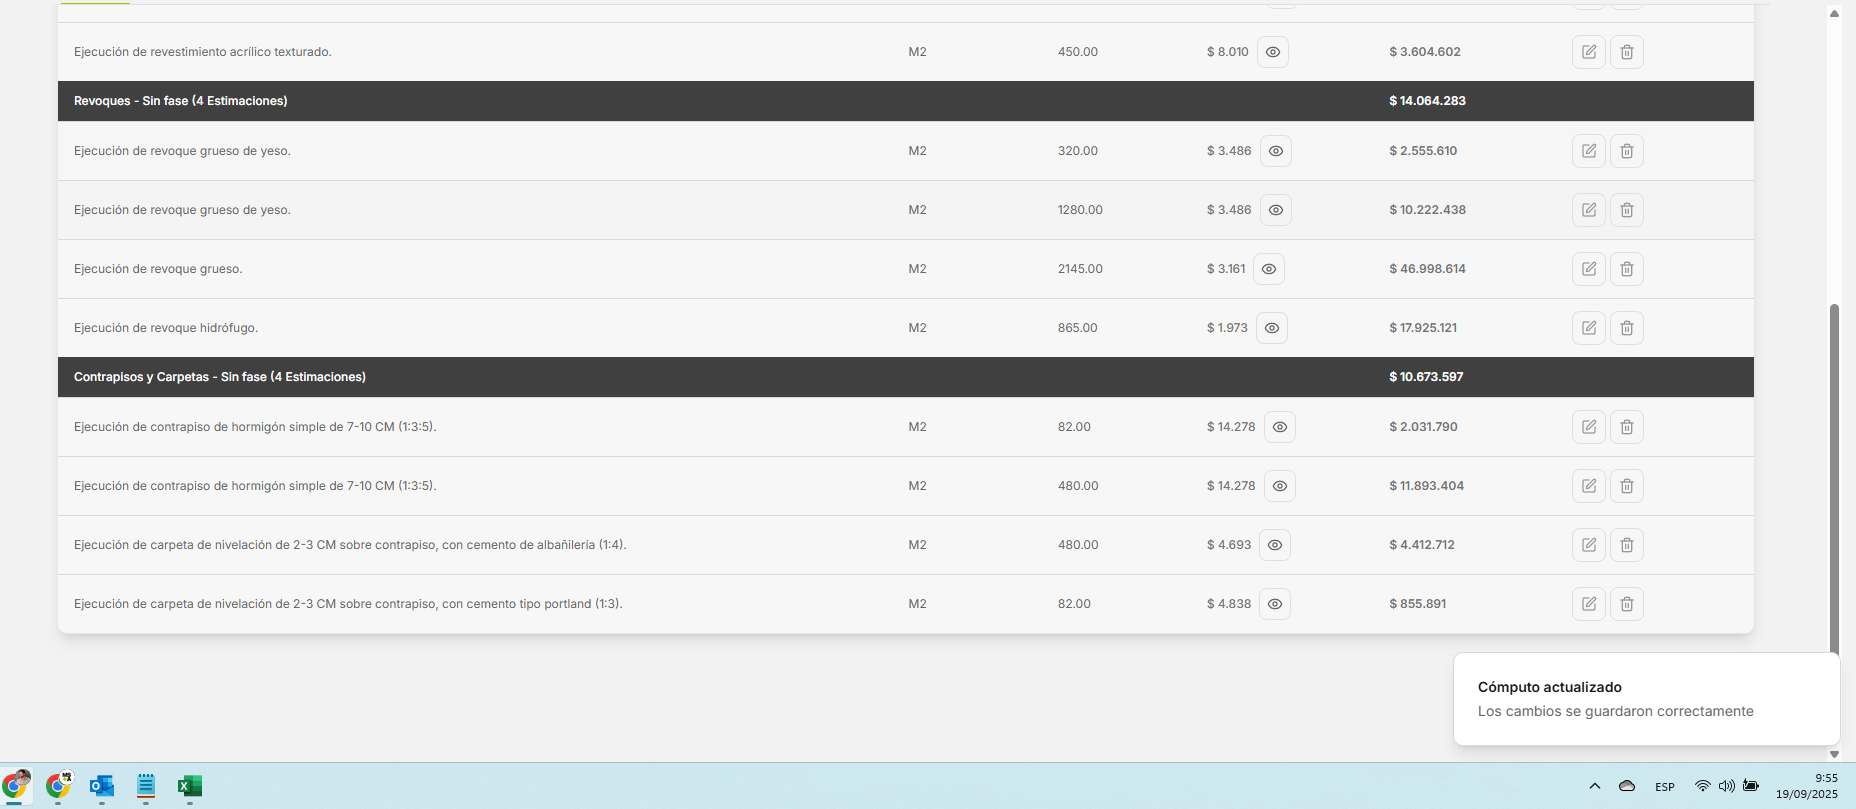 Ejecución de revestimiento acrílico texturado. M2 450.00 $ 8.010 $ 3.604.602
Revoques - Sin fase (4 Estimaciones) $ 14.064.283
Ejecución de revoque grueso de yeso. M2 320.00 $ 3.486 $ 2.555.610
Ejecución de revoque grueso de yeso. M2 1280.00 $ 3.486 $ 10.222.438
Ejecución de revoque grueso. M2 2145.00 $ 3.161 $ 46.998.614
Ejecución de revoque hidrófugo. M2 865.00 $ 1.973 $ 17.925.121
Contrapisos y Carpetas - Sin fase (4 Estimaciones) $ 10.673.597
Ejecución de contrapiso de hormigón simple de 7-10 CM (1:3:5). M2 82.00 $ 14.278 $ 2.031.790
Ejecución de contrapiso de hormigón simple de 7-10 CM (1:3:5). M2 480.00 $ 14.278 $ 11.893.404
Ejecución de carpeta de nivelación de 2-3 CM sobre contrapiso, con cemento de albañilería (1:4). M2 480.00 $ 4.693 $ 4.412.712
Ejecución de carpeta de nivelación de 2-3 CM sobre contrapiso, con cemento tipo portland (1:3). M2 82.00 $ 4.838 $ 855.891
Cómputo actualizado
Los cambios se guardaron correctamente
ESP
9:55
19/09/2025